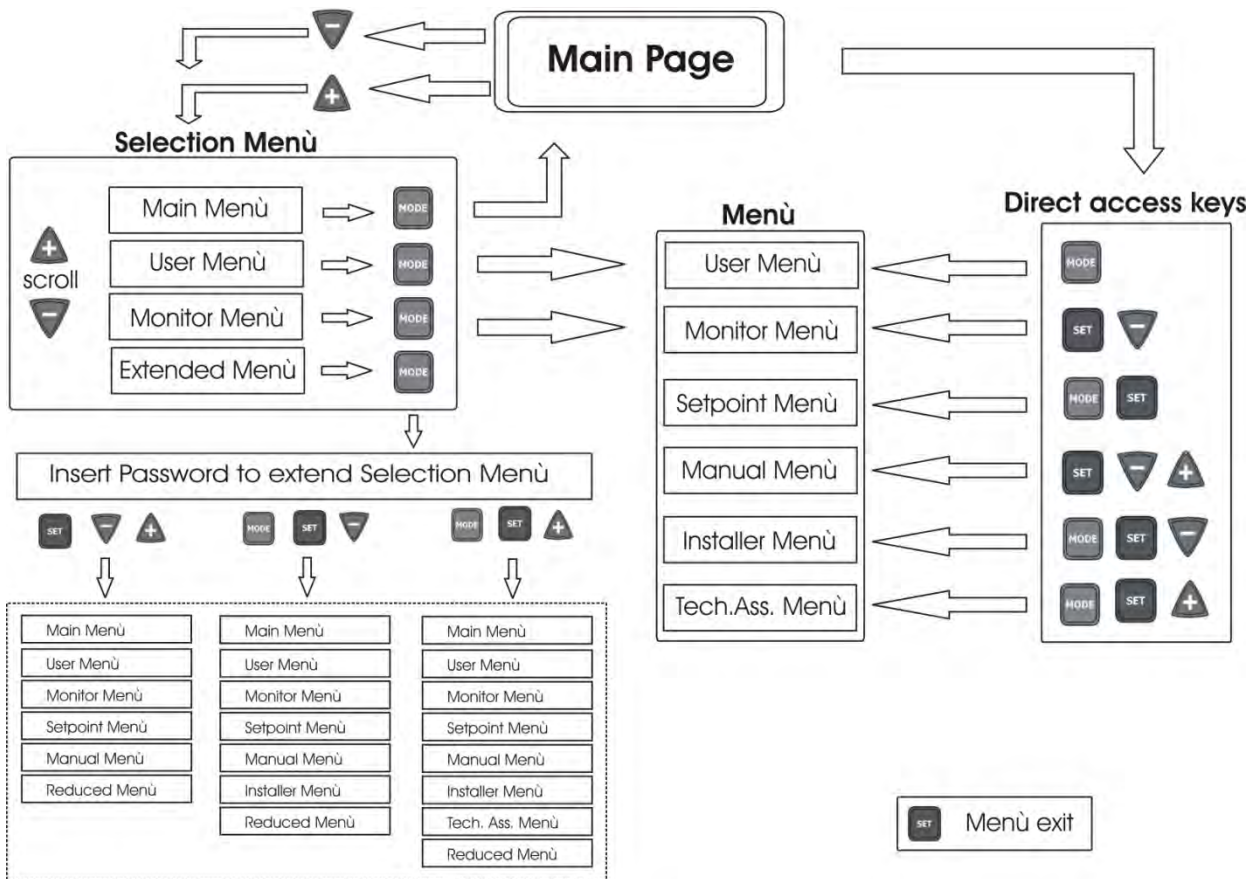 Main Page
−
+
Selection Menù
Main Menù
MODE
User Menù
MODE
Monitor Menù
MODE
Extended Menù
MODE
+
scroll
−
Insert Password to extend Selection Menù
SET − +
MODE SET −
MODE SET +
Main Menù
User Menù
Monitor Menù
Setpoint Menù
Manual Menù
Reduced Menù
Main Menù
User Menù
Monitor Menù
Setpoint Menù
Manual Menù
Installer Menù
Reduced Menù
Main Menù
User Menù
Monitor Menù
Setpoint Menù
Manual Menù
Installer Menù
Tech. Ass. Menù
Reduced Menù
Menù
User Menù
Monitor Menù
Setpoint Menù
Manual Menù
Installer Menù
Tech.Ass. Menù
Direct access keys
MODE
SET −
MODE SET
SET − +
MODE SET −
MODE SET +
SET Menù exit